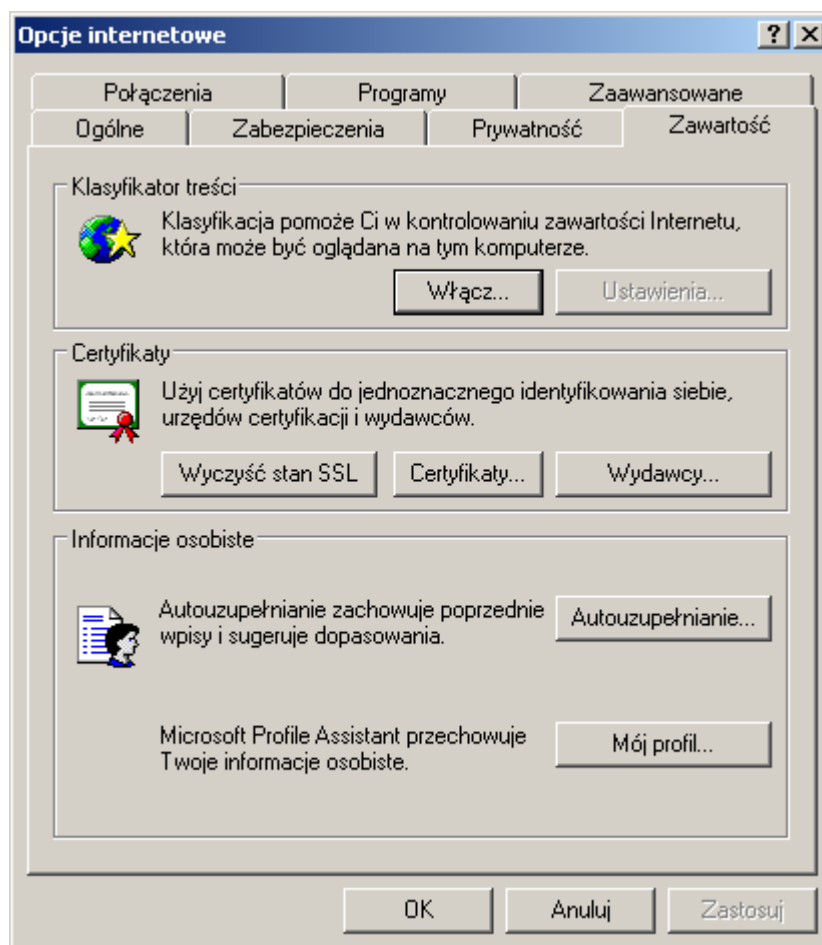 Opcje internetowe
Połączenia
Programy
Zaawansowane
Ogólne
Zabezpieczenia
Prywatność
Zawartość
Klasyfikator treści
Klasyfikacja pomoże Ci w kontrolowaniu zawartości Internetu,
która może być oglądana na tym komputerze.
Włącz...
Ustawienia...
Certyfikaty
Użyj certyfikatów do jednoznacznego identyfikowania siebie,
urzędów certyfikacji i wydawców.
Wyczyść stan SSL
Certyfikaty...
Wydawcy...
Informacje osobiste
Autouzupełnianie zachowuje poprzednie
wpisy i sugeruje dopasowania.
Autouzupełnianie...
Microsoft Profile Assistant przechowuje
Twoje informacje osobiste.
Mój profil...
OK
Anuluj
Zastosuj